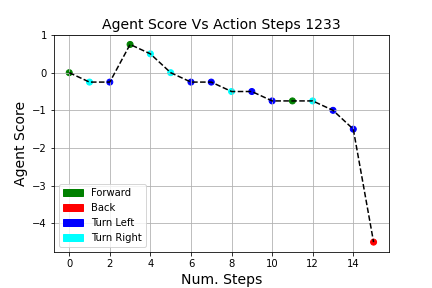 Agent Score Vs Action Steps 1233
Agent Score
1
0
−1
−2
−3
−4
Forward
Back
Turn Left
Turn Right
0 2 4 6 8 10 12 14
Num. Steps